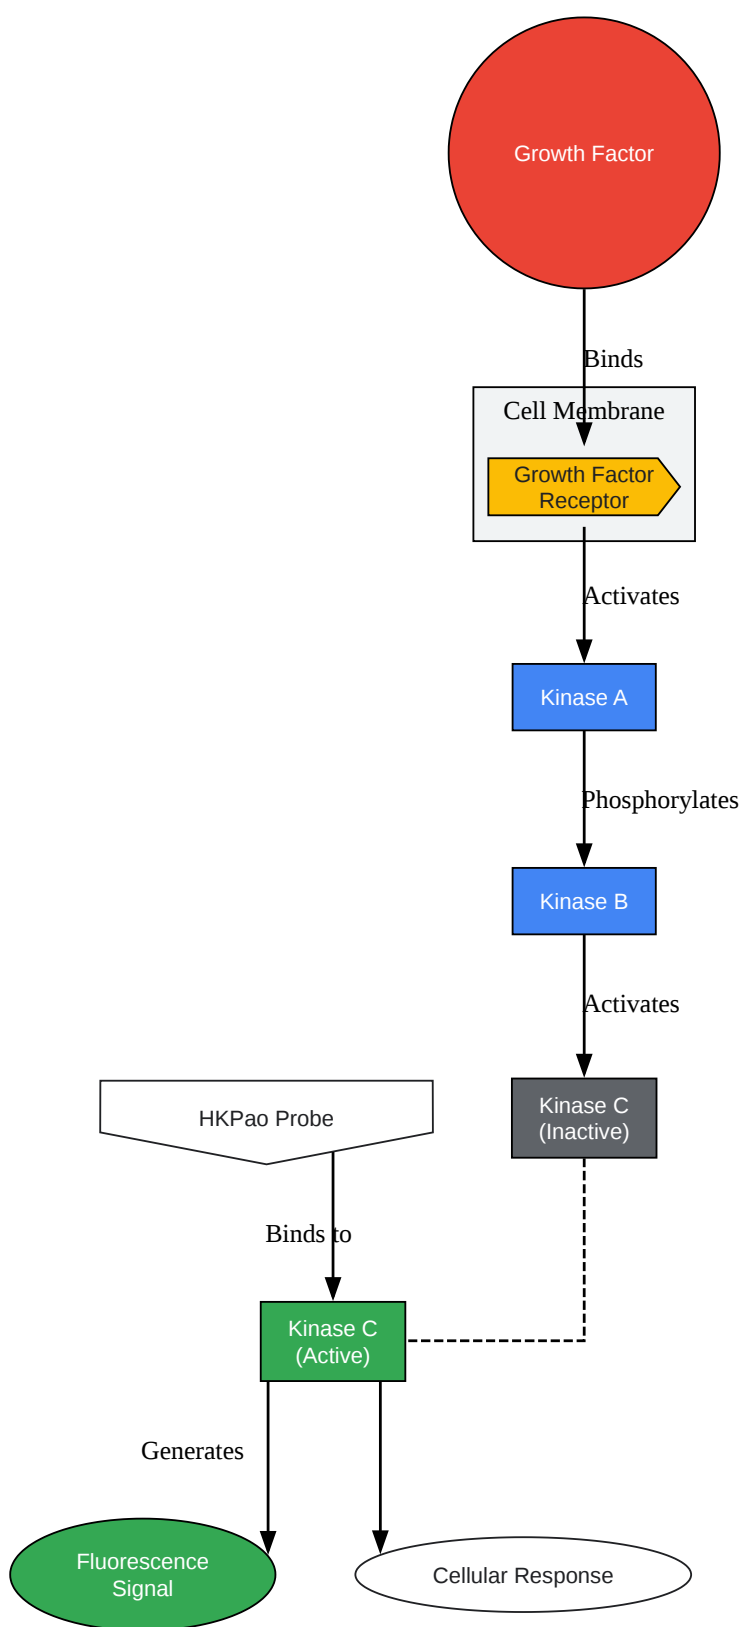 Growth Factor
Binds
Cell Membrane
Growth Factor
Receptor
Activates
Kinase A
Phosphorylates
Kinase B
Activates
Kinase C
(Inactive)
HKPao Probe
Binds to
Kinase C
(Active)
Generates
Fluorescence
Signal
Cellular Response